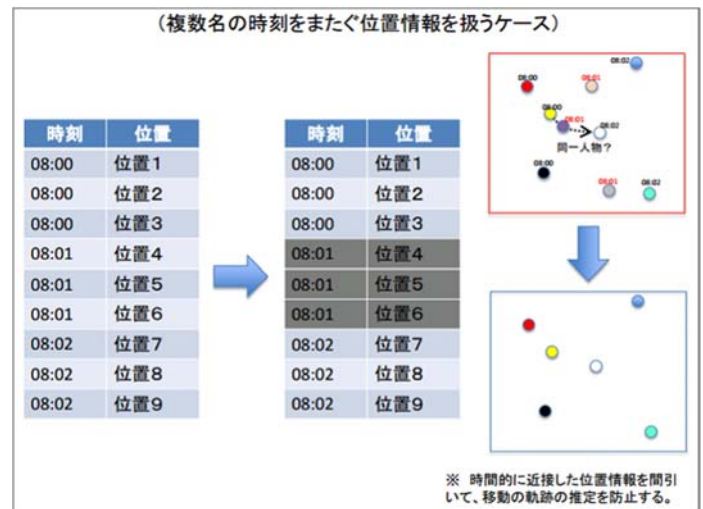 (複数名の時刻をまたぐ位置情報を扱うケース)
時刻 位置
08:00 位置1
08:00 位置2
08:00 位置3
08:01 位置4
08:01 位置5
08:01 位置6
08:02 位置7
08:02 位置8
08:02 位置9
時刻 位置
08:00 位置1
08:00 位置2
08:00 位置3
08:01 位置4
08:01 位置5
08:01 位置6
08:02 位置7
08:02 位置8
08:02 位置9
08:02
08:00 08:01
08:00
08:01 08:02
同一人物?
08:00
08:01 08:02
※ 時間的に近接した位置情報を間引
いて、移動の軌跡の推定を防止する。